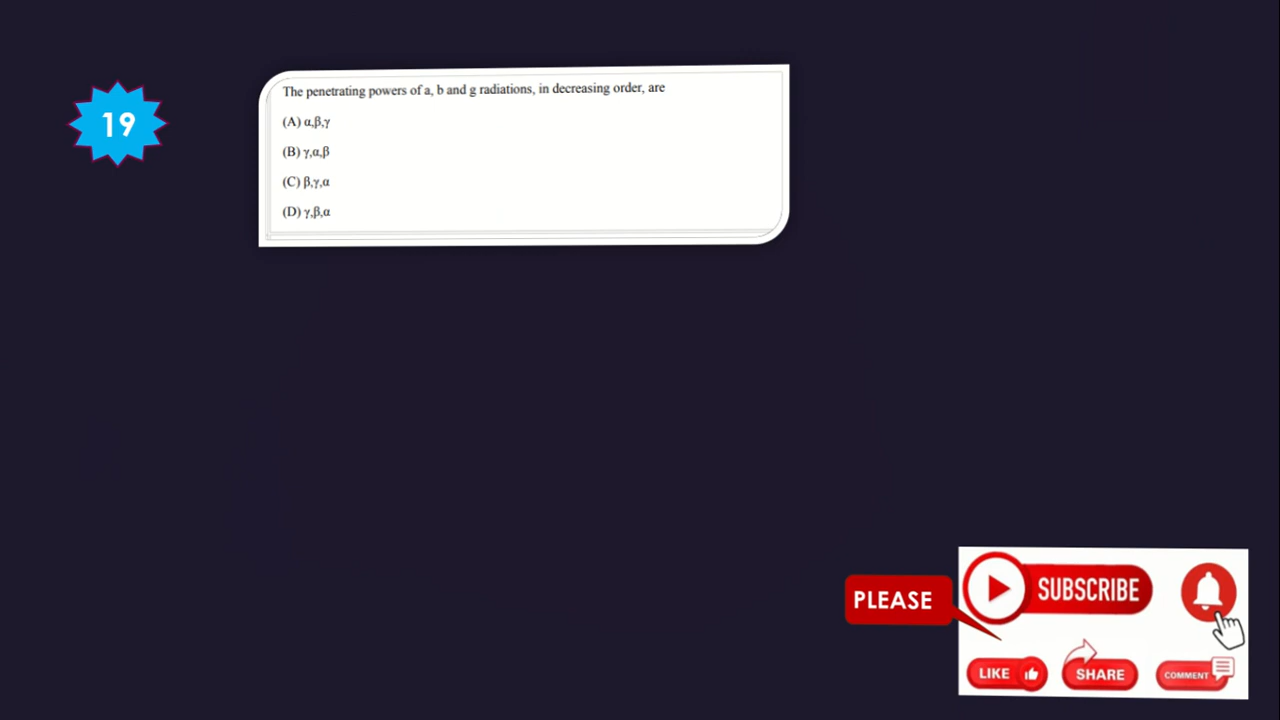 19
The penetrating powers of a, b and g radiations, in decreasing order, are
(A) α,β,γ
(B) γ,α,β
(C) β,γ,α
(D) γ,β,α
PLEASE
SUBSCRIBE
LIKE
SHARE
COMMENT